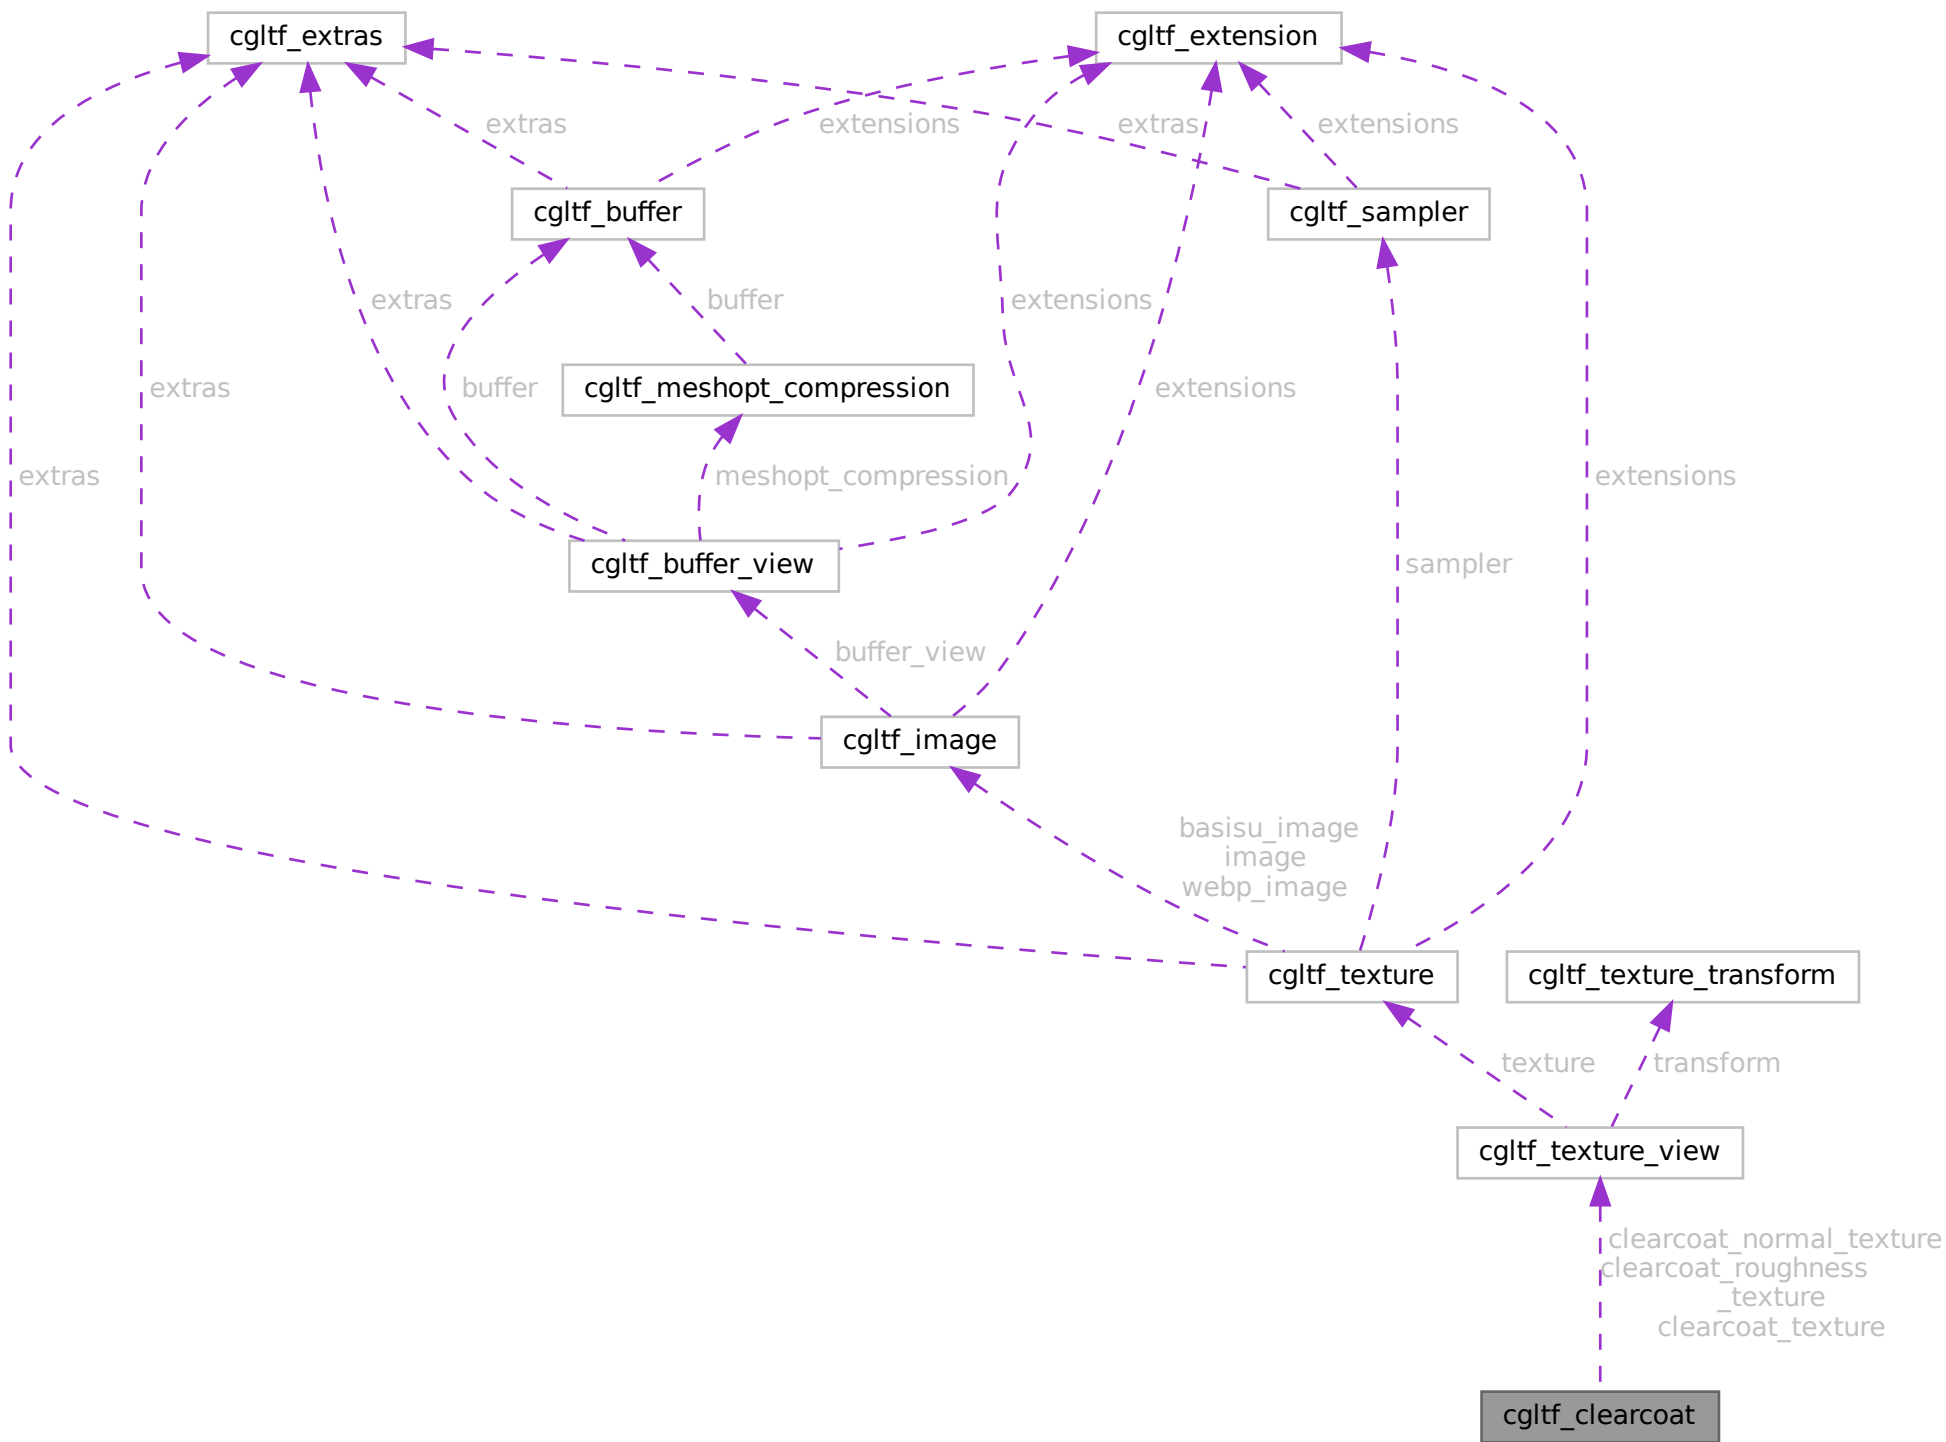 cgltf_extras
cgltf_extension
extras
extensions
extras
extensions
cgltf_buffer
cgltf_sampler
extras
buffer
extensions
extras
buffer
cgltf_meshopt_compression
extensions
extras
meshopt_compression
extensions
cgltf_buffer_view
sampler
buffer_view
cgltf_image
basisu_image
image
webp_image
cgltf_texture
cgltf_texture_transform
texture
transform
cgltf_texture_view
clearcoat_normal_texture
clearcoat_roughness
_texture
clearcoat_texture
cgltf_clearcoat